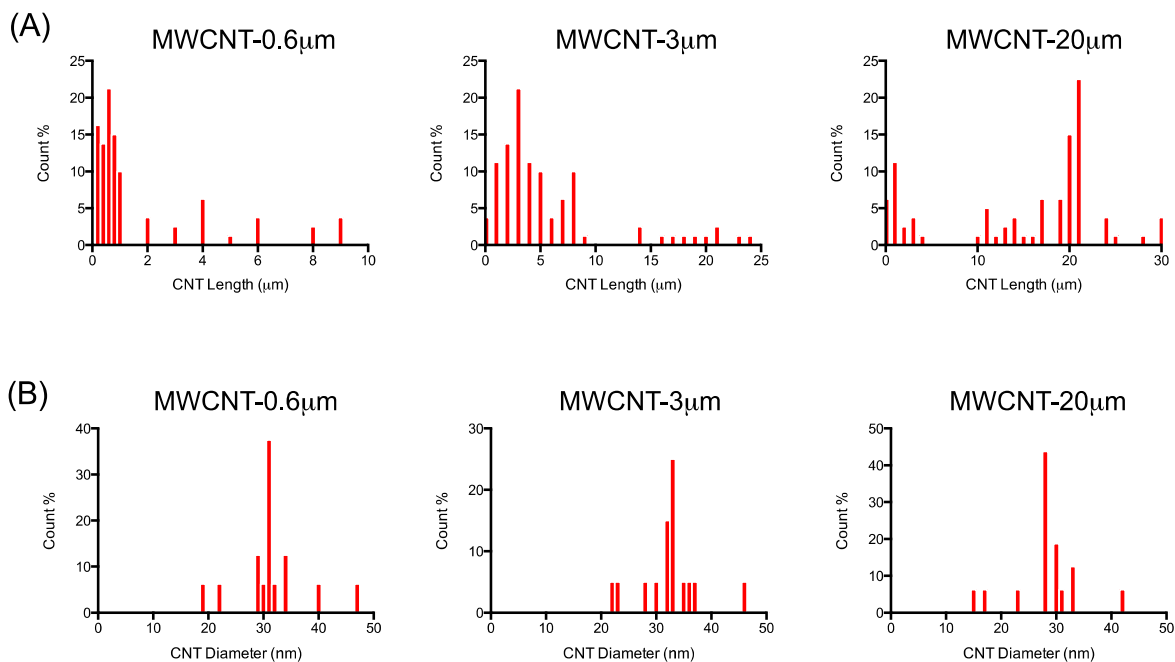 (A)
MWCNT-0.6μm
MWCNT-3μm
MWCNT-20μm
Count %
25
20
15
10
5
0
0 2 4 6 8 10
CNT Length (μm)
Count %
25
20
15
10
5
0
0 5 10 15 20 25
CNT Length (μm)
Count %
25
20
15
10
5
0
0 10 20 30
CNT Length (μm)
(B)
MWCNT-0.6μm
MWCNT-3μm
MWCNT-20μm
Count %
40
30
20
10
0
0 10 20 30 40 50
CNT Diameter (nm)
Count %
30
20
10
0
0 10 20 30 40 50
CNT Diameter (nm)
Count %
50
40
30
20
10
0
0 10 20 30 40 50
CNT Diameter (nm)